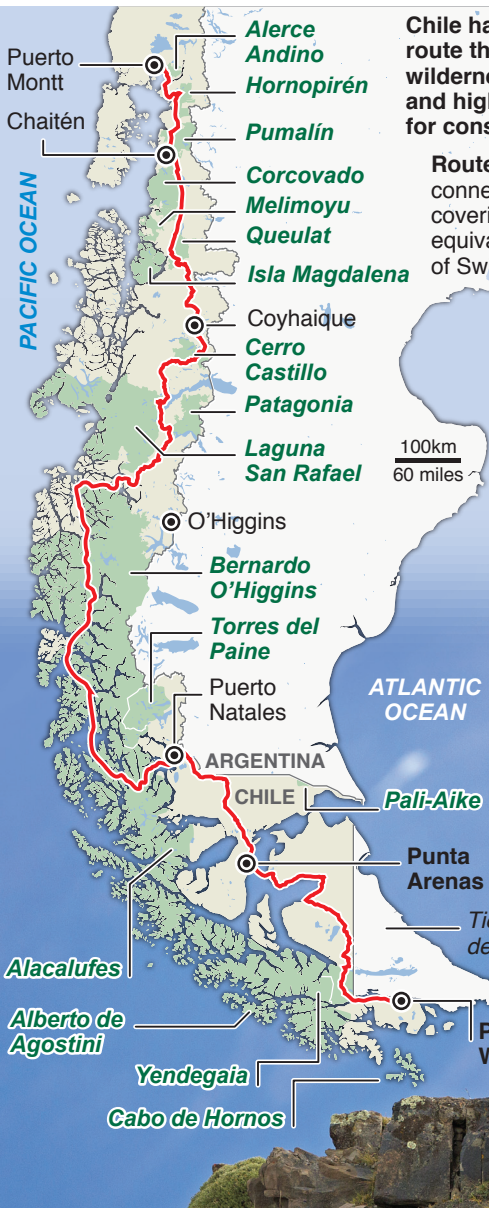 Chile ha
route th
wilderne
and high
for cons
Route
conne
coveri
equiva
of Sw
Puerto
Montt
Alerce
Andino
Hornopirén
Chaitén
Pumalín
Corcovado
Melimoyu
Queulat
PACIFIC OCEAN
Isla Magdalena
Coyhaique
Cerro
Castillo
Patagonia
Laguna
San Rafael
100km
60 miles
O'Higgins
Bernardo
O'Higgins
Torres del
Paine
Puerto
Natales
ATLANTIC
OCEAN
ARGENTINA
CHILE
Pali-Aike
Punta
Arenas
Ti
de
Alacalufes
Alberto de
Agostini
P
W
Yendegaia
Cabo de Hornos